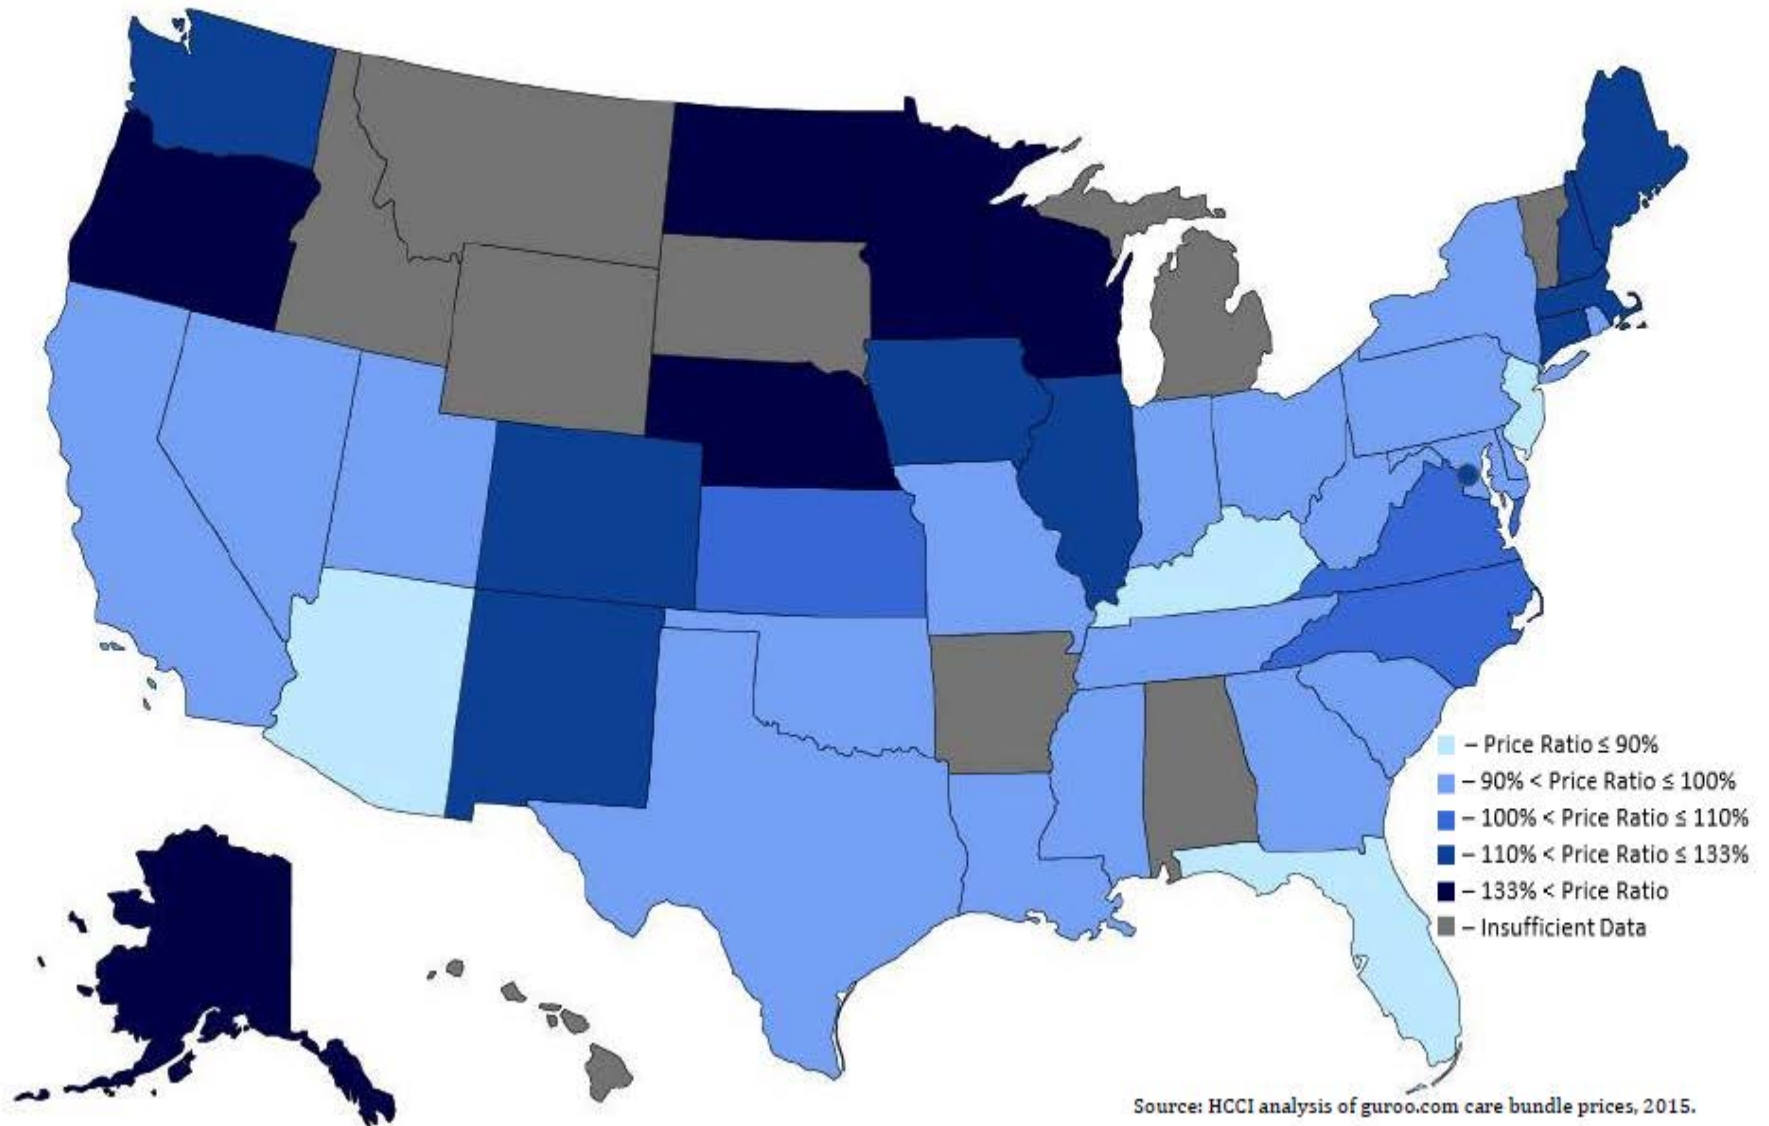 – Price Ratio ≤ 90%
– 90% < Price Ratio ≤ 100%
– 100% < Price Ratio ≤ 110%
– 110% < Price Ratio ≤ 133%
– 133% < Price Ratio
– Insufficient Data
Source: HCCI analysis of guroo.com care bundle prices, 2015.